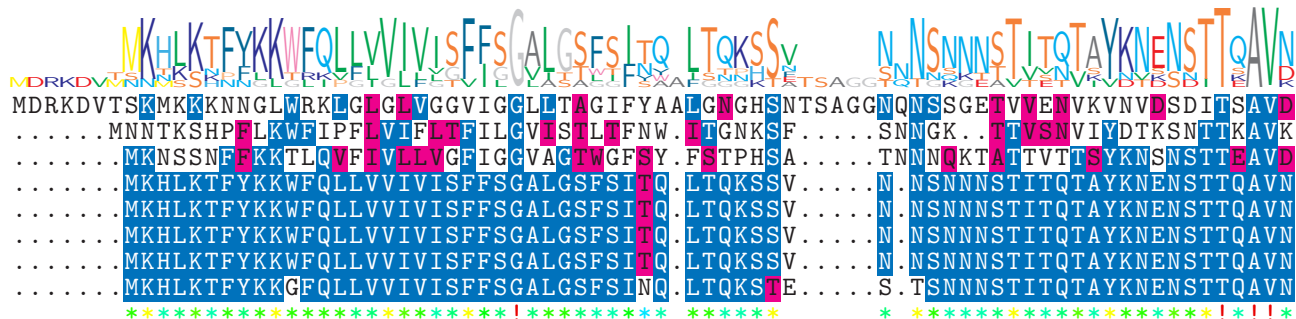 MKHLKTFYKKWFQLLVVIVISFFSGALGSFSITQ LTQKSSV N NSNNNSTITQTAYKNENSTTQAVN
MDRKDVTSKMKKKNNGLWRKLGLGLVGGVIGGLLTAGIFYAALGNGHSNTSAGGNQNSSGETVVENVKVNVDSDITSAVD
......MNNTKSHPFLKWFIPFLVIFLTFILGVISTLTFNW.ITGNKSF.....SNNGK..TTVSNVIYDTKSNTTKAVK
.......MKNSSNFFKKTLQVFIVLLVGFIGGVAGTWGFSY.FSTPHSA.....TNNNQKTATTVTTSYKNSNSTTEAVD
.......MKHLKTFYKKWFQLLVVIVISFFSGALGSFSITQ.LTQKSSV.....N.NSNNNSTITQTAYKNENSTTQAVN
.......MKHLKTFYKKWFQLLVVIVISFFSGALGSFSITQ.LTQKSSV.....N.NSNNNSTITQTAYKNENSTTQAVN
.......MKHLKTFYKKWFQLLVVIVISFFSGALGSFSITQ.LTQKSSV.....N.NSNNNSTITQTAYKNENSTTQAVN
.......MKHLKTFYKKWFQLLVVIVISFFSGALGSFSITQ.LTQKSSV.....N.NSNNNSTITQTAYKNENSTTQAVN
.......MKHLKTFYKKGFQLLVVIVISFFSGALGSFSINQ.LTQKSTE.....S.TSNNNSTITQTAYKNENSTTQAVN
************************!********* ****** * *******************!*!!*